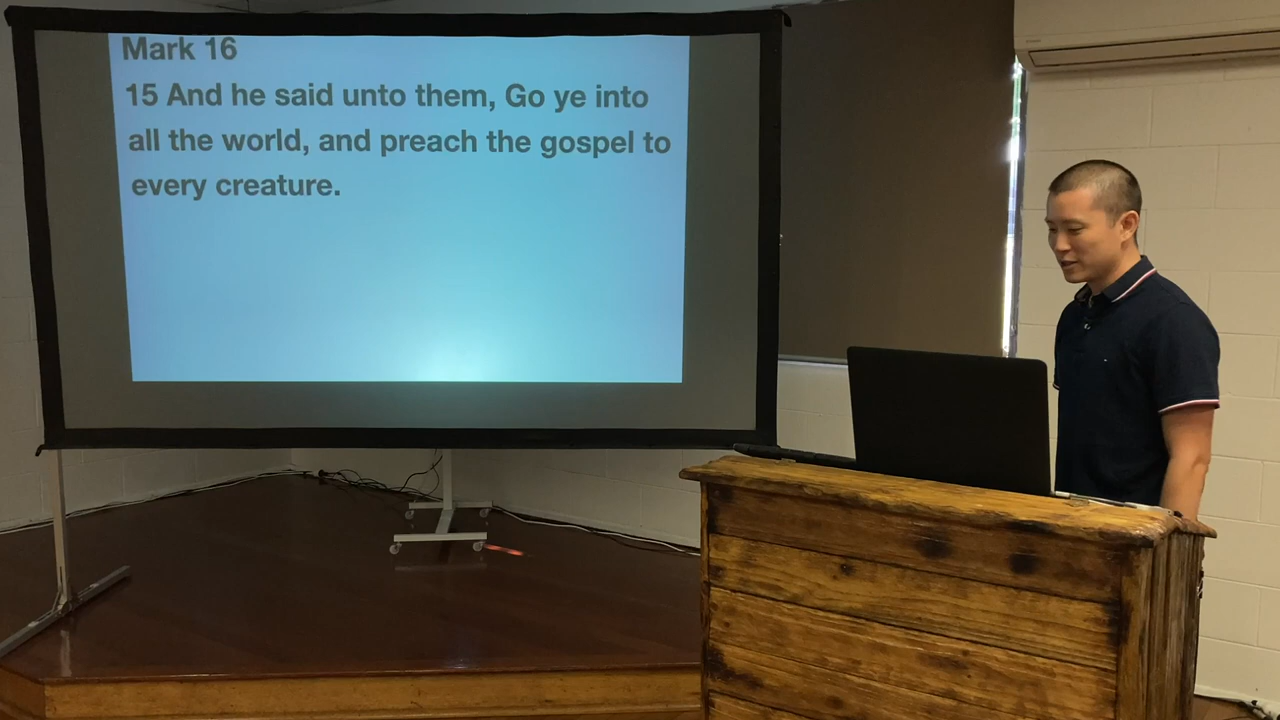 Mark 16
15 And he said unto them, Go ye into
all the world, and preach the gospel to
every creature.